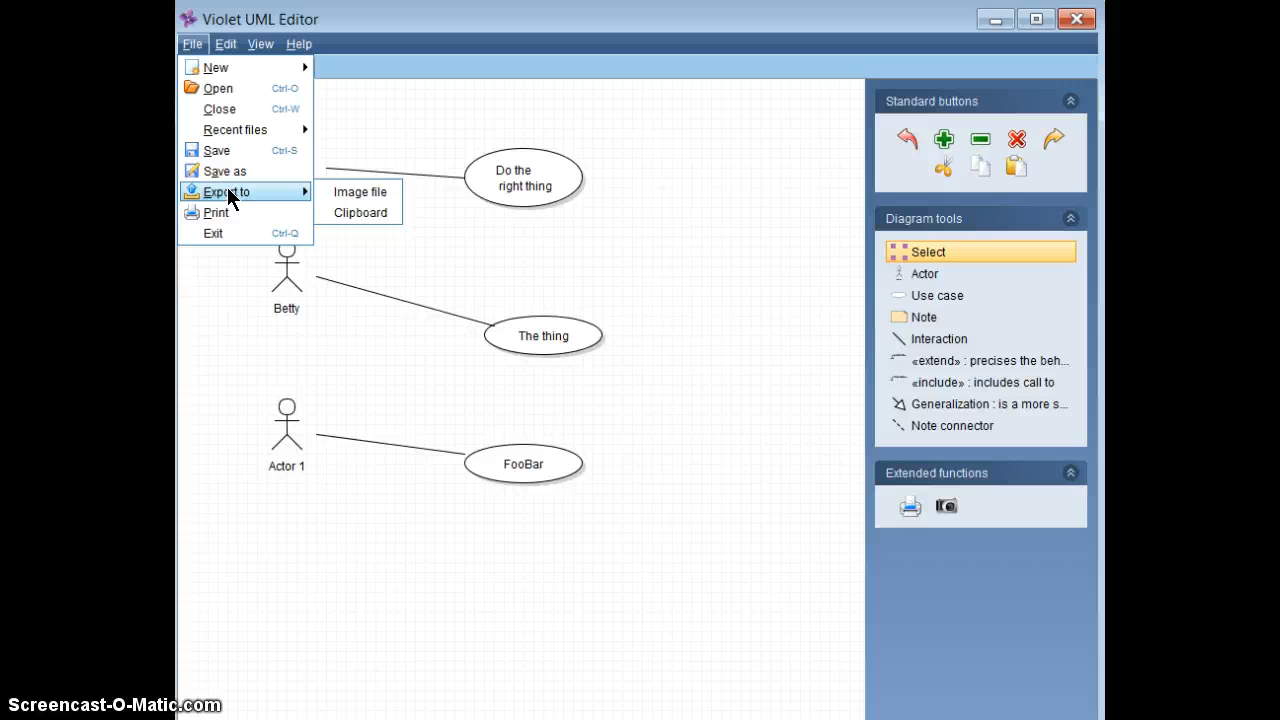 Violet UML Editor
File Edit View Help
New
Open Ctrl-O
Close Ctrl-W
Recent files
Save Ctrl-S
Save as
Export to
Print
Exit Ctrl-Q
Image file
Clipboard
Do the
right thing
Betty
The thing
Actor 1
FooBar
Standard buttons
Diagram tools
Select
Actor
Use case
Note
Interaction
«extend» : precises the beh...
«include» : includes call to
Generalization : is a more s...
Note connector
Extended functions
Screencast-O-Matic.com